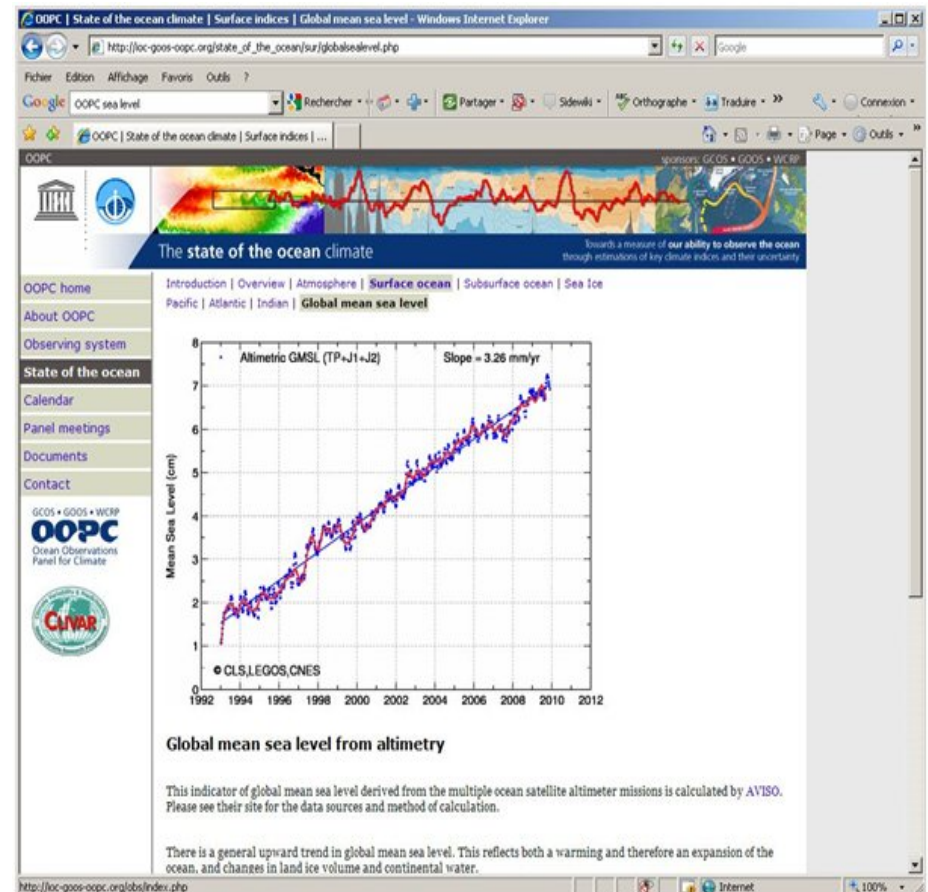 OOPC | State of the ocean climate | Surface indices | Global mean sea level - Windows Internet Explorer
http://ioc-goos-oopc.org/state_of_the_ocean/sur/globalsealevel.php
Google
Fichier Edition Affichage Favoris Outils ?
Google OOPC sea level Rechercher Partager Sidewiki Orthographe Traduire Connexion
OOPC | State of the ocean climate | Surface indices | ... Page Outils
OOPC sponsors: GCOS • GOOS • WCRP
The state of the ocean climate
Towards a measure of our ability to observe the ocean
through estimations of key climate indices and their uncertainty
OOPC home
About OOPC
Observing system
State of the ocean
Calendar
Panel meetings
Documents
Contact
GCOS • GOOS • WCRP
OOPC
Ocean Observations
Panel for Climate
CLIVAR
Introduction | Overview | Atmosphere | Surface ocean | Subsurface ocean | Sea Ice
Pacific | Atlantic | Indian | Global mean sea level
Altimetric GMSL (TP+J1+J2) Slope = 3.26 mm/yr
Mean Sea Level (cm)
8
7
6
5
4
3
2
1
0
© CLS,LEGOS,CNES
1992 1994 1996 1998 2000 2002 2004 2006 2008 2010 2012
Global mean sea level from altimetry
This indicator of global mean sea level derived from the multiple ocean satellite altimeter missions is calculated by AVISO.
Please see their site for the data sources and method of calculation.
There is a general upward trend in global mean sea level. This reflects both a warming and therefore an expansion of the
ocean, and changes in land ice volume and continental water.
http://ioc-goos-oopc.org/obs/index.php Internet 100%